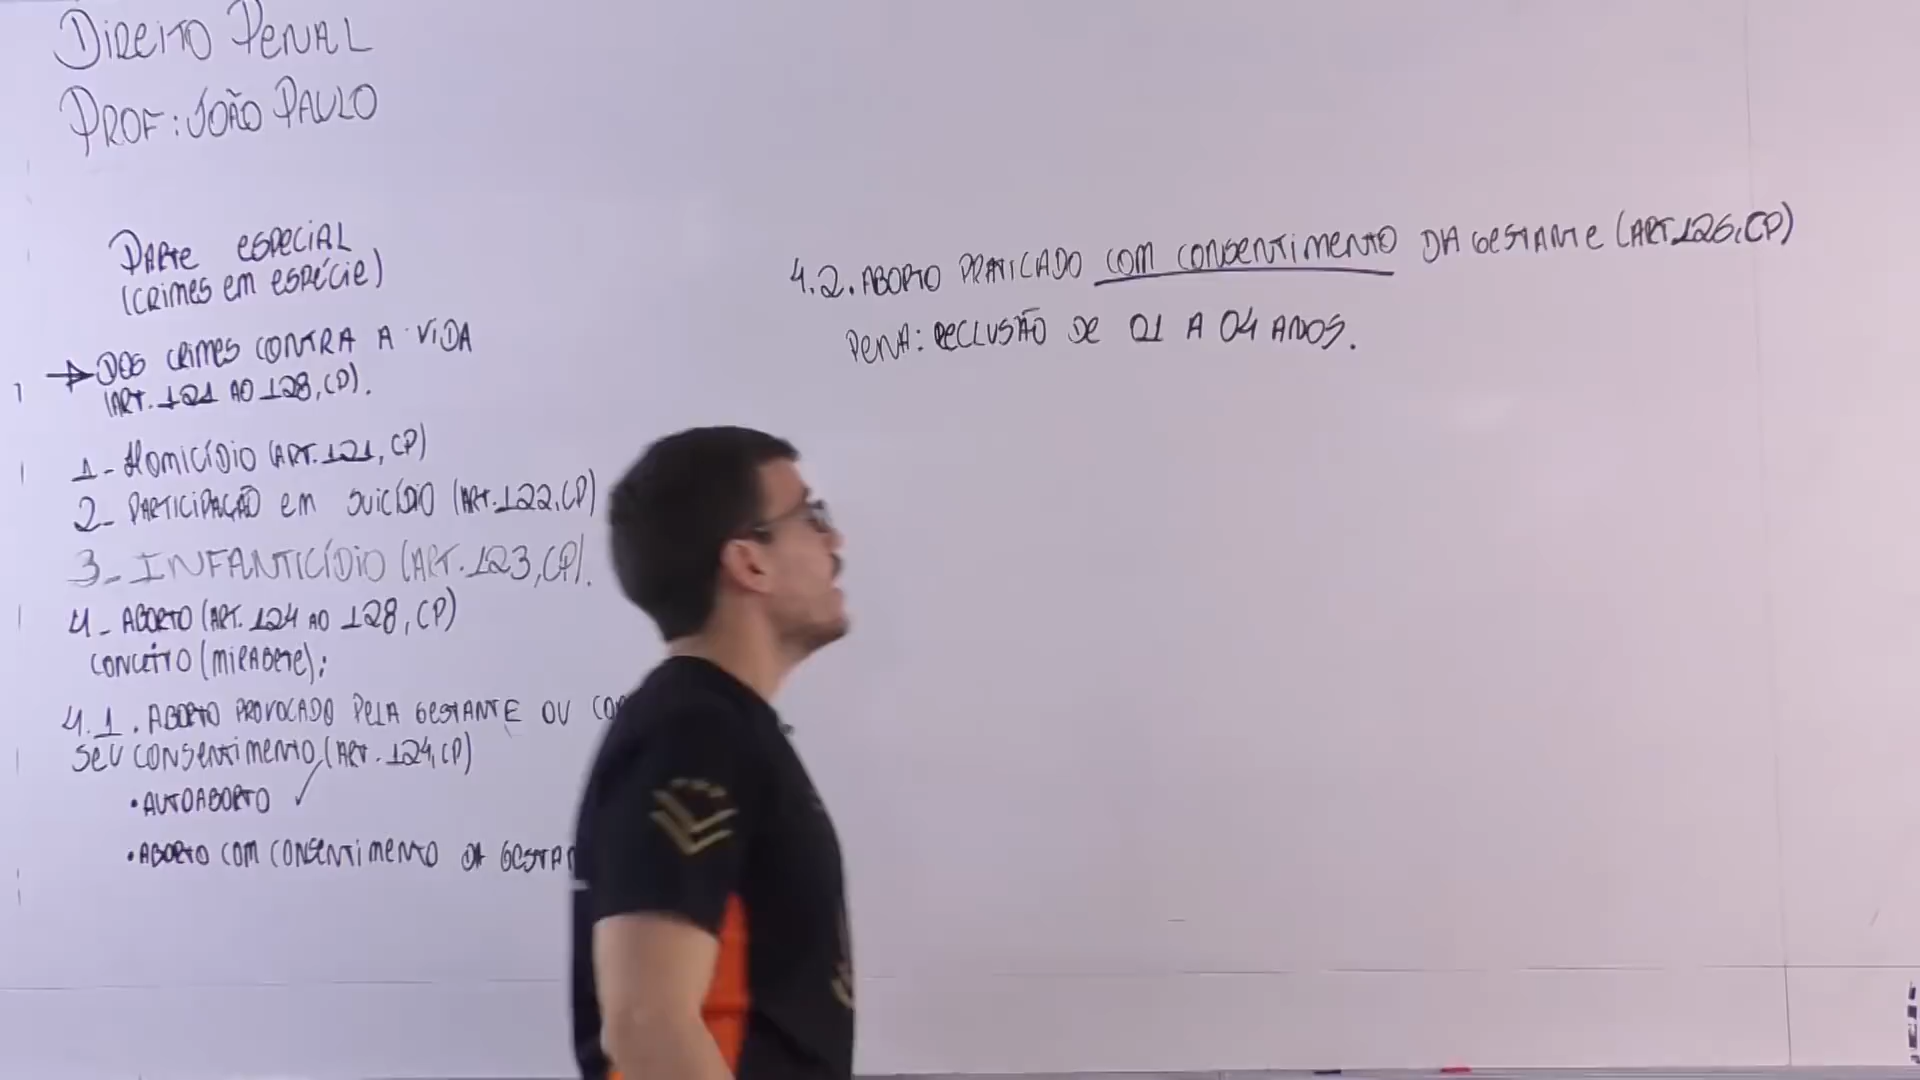 DIREITO PENAL
PROF: JOÃO PAULO
PARTE ESPECIAL
(CRIMES EM ESPÉCIE)
→ DOS CRIMES CONTRA A VIDA
(ART. 121 AO 128, CP).
1- HOMICÍDIO (ART. 121, CP)
2- PARTICIPAÇÃO EM SUICÍDIO (ART. 122, CP)
3- INFANTICÍDIO (ART. 123, CP).
4- ABORTO (ART. 124 AO 128, CP)
CONCEITO (MIRABETE):
4.1. ABORTO PROVOCADO PELA GESTANTE OU CO
SEU CONSENTIMENTO (ART. 124, CP)
• AUTOABORTO ✓
• ABORTO COM CONSENTIMENTO DA GESTAN
4.2. ABORTO PRATICADO COM CONSENTIMENTO DA GESTANTE (ART. 126, CP)
PENA: RECLUSÃO DE 01 A 04 ANOS.